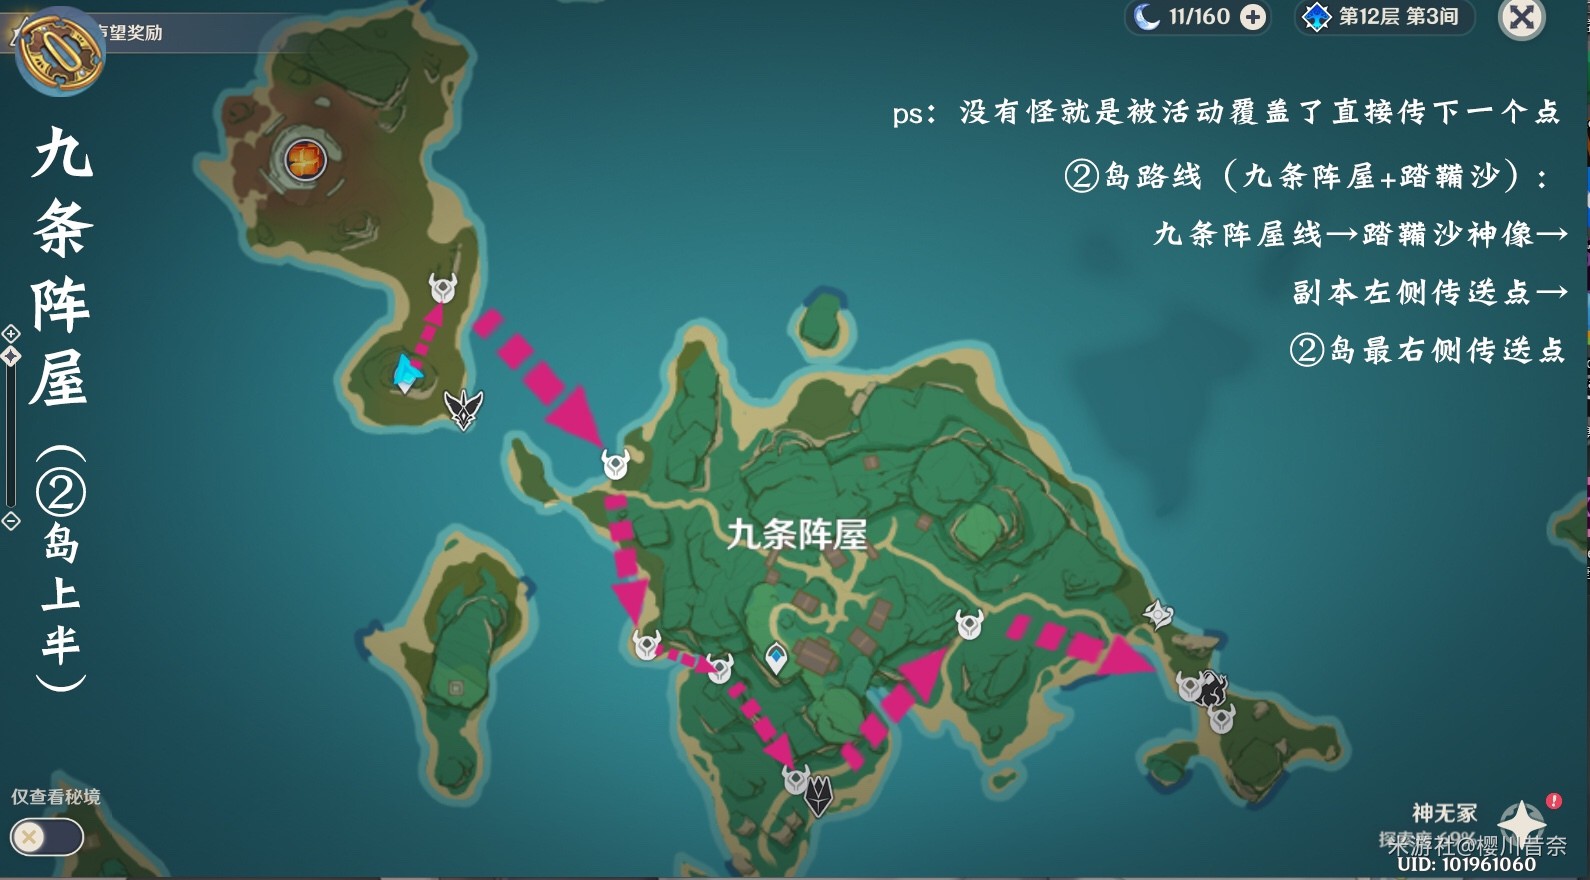 声望奖励
11/160
第12层 第3间
九条阵屋（②岛上半）
ps：没有怪就是被活动覆盖了直接传下一个点
②岛路线（九条阵屋+踏鞴沙）：
九条阵屋线→踏鞴沙神像→
副本左侧传送点→
②岛最右侧传送点
九条阵屋
仅查看秘境
神无冢
探索度 69%
米游社@樱川昔奈
UID: 101961060